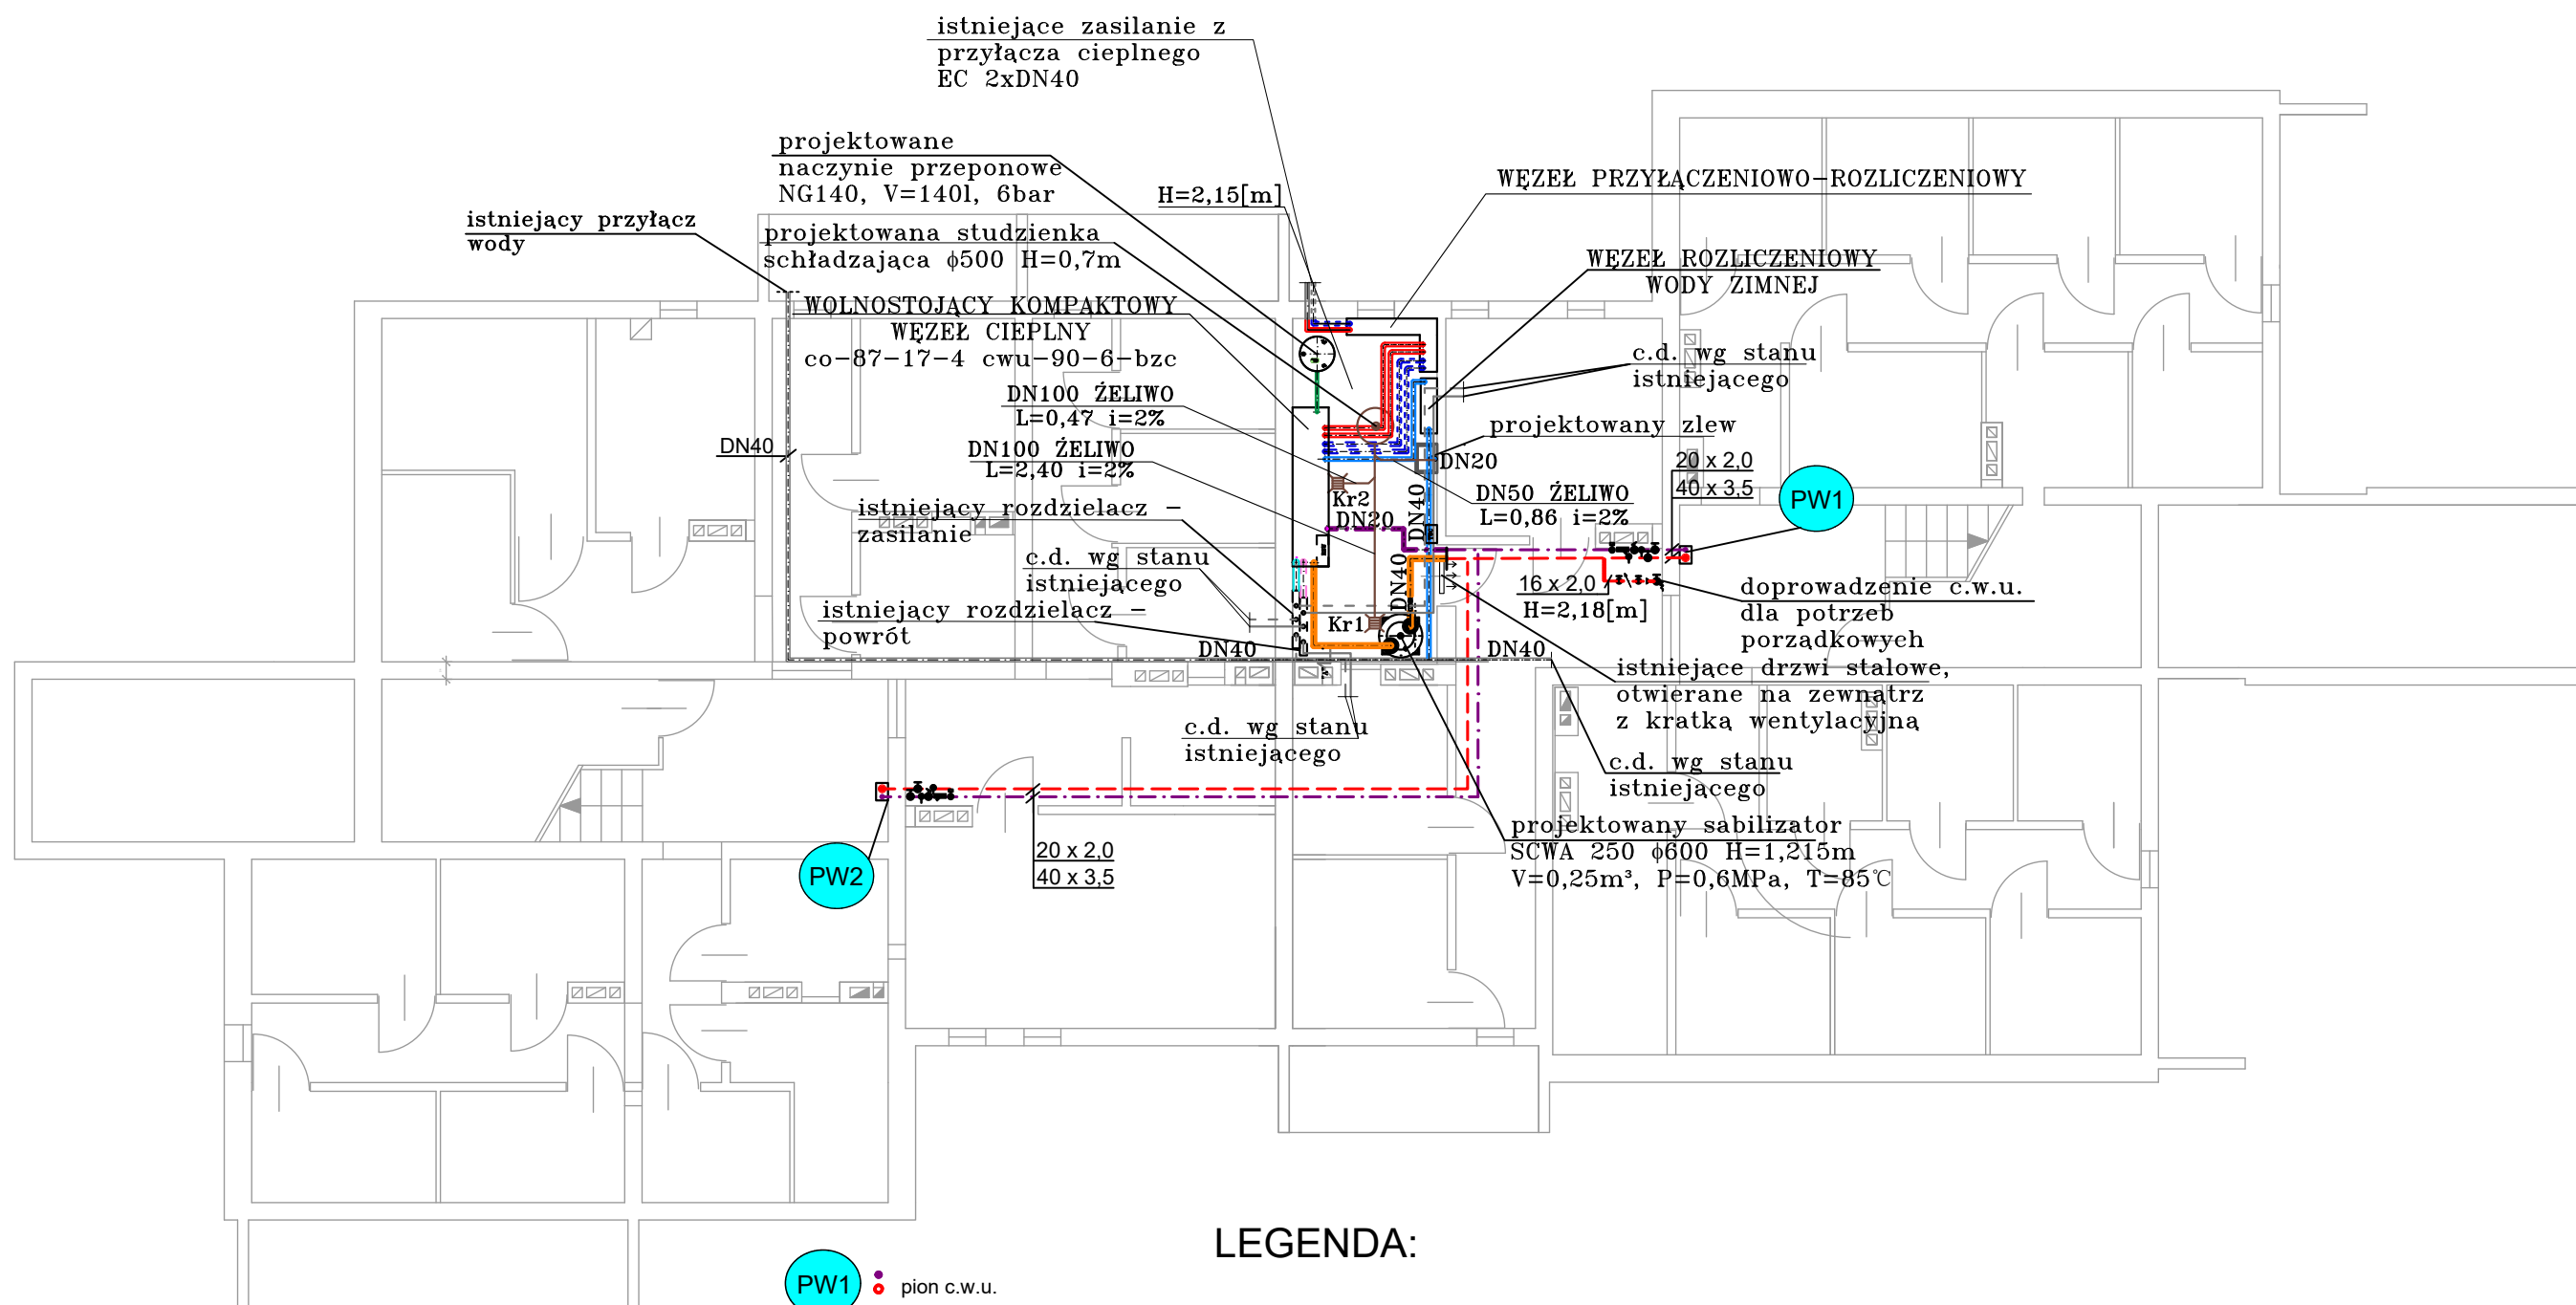 istniejące zasilanie z
przyłącza cieplnego
EC 2xDN40
projektowane
naczynie przeponowe
NG140, V=140l, 6bar
H=2,15[m]
WĘZEŁ PRZYŁĄCZENIOWO-ROZLICZENIOWY
istniejący przyłącz
wody
projektowana studzienka
schładzająca ϕ500 H=0,7m
WĘZEŁ ROZLICZENIOWY
WODY ZIMNEJ
WOLNOSTOJĄCY KOMPAKTOWY
WĘZEŁ CIEPLNY
co-87-17-4 cwu-90-6-bzc
c.d. wg stanu
istniejącego
DN100 ŻELIWO
L=0,47 i=2%
projektowany zlew
DN40
DN100 ŻELIWO
L=2,40 i=2%
DN20
20 x 2,0
40 x 3,5
PW1
Kr2
DN20
DN40
DN50 ŻELIWO
L=0,86 i=2%
istniejący rozdzielacz -
zasilanie
c.d. wg stanu
istniejącego
DN40
16 x 2,0
H=2,18[m]
doprowadzenie c.w.u.
dla potrzeb
porządkowych
istniejący rozdzielacz -
powrót
Kr1
DN40
DN40
istniejące drzwi stalowe,
otwierane na zewnątrz
z kratką wentylacyjną
c.d. wg stanu
istniejącego
c.d. wg stanu
istniejącego
projektowany sabilizator
SCWA 250 ϕ600 H=1,215m
V=0,25m³, P=0,6MPa, T=85℃
20 x 2,0
40 x 3,5
PW2
LEGENDA:
PW1
pion c.w.u.